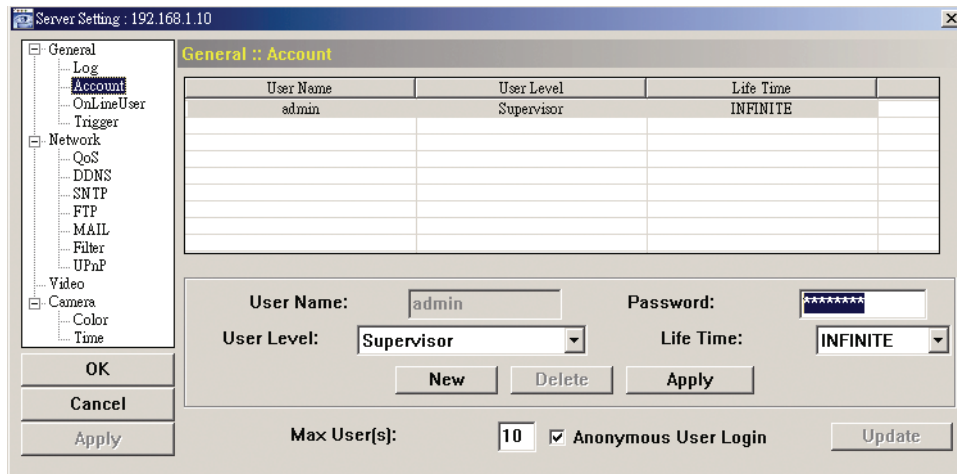 Server Setting : 192.168.1.10
General
Log
Account
OnLineUser
Trigger
Network
QoS
DDNS
SNTP
FTP
MAIL
Filter
UPnP
Video
Camera
Color
Time
OK
Cancel
Apply
General :: Account
User Name User Level Life Time
admin Supervisor INFINITE
User Name: admin Password: ********
User Level: Supervisor Life Time: INFINITE
New Delete Apply
Max User(s): 10 Anonymous User Login Update